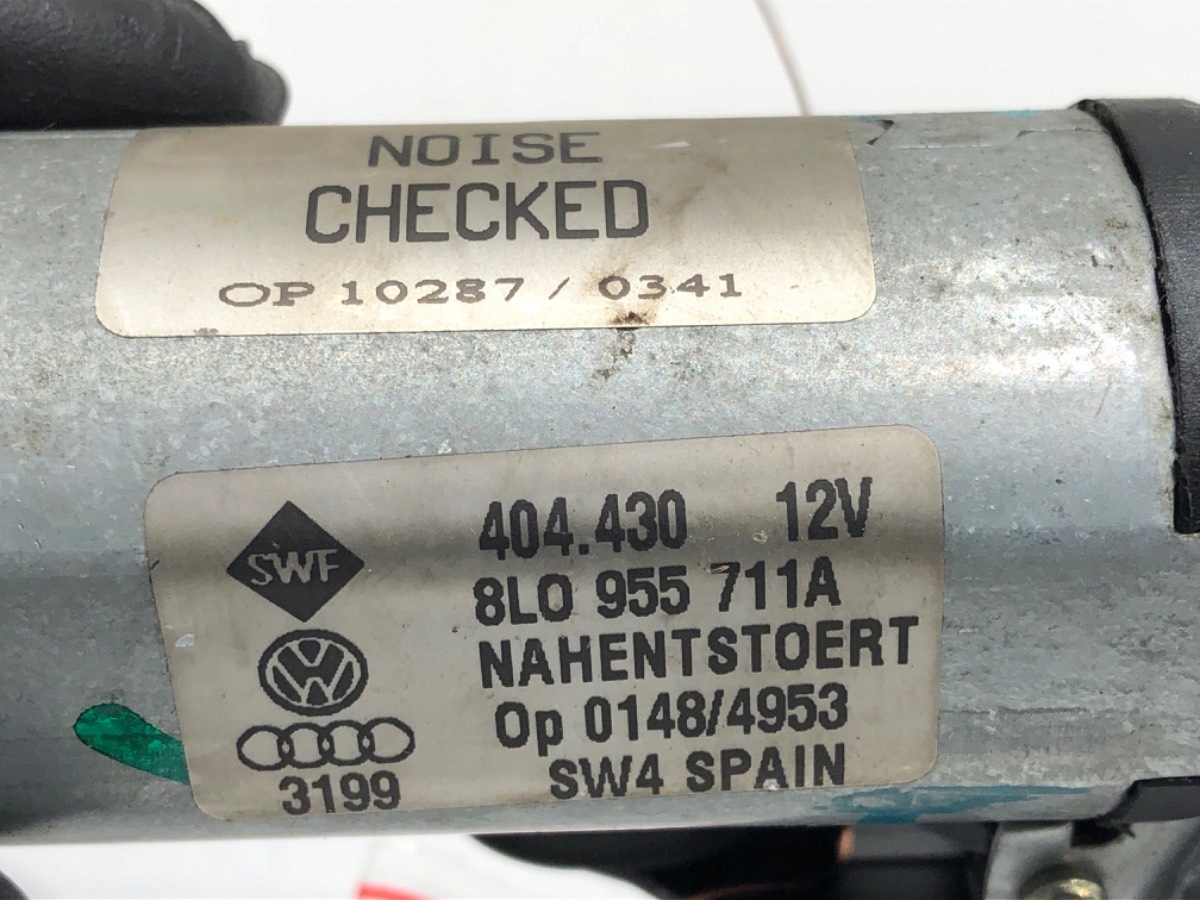 NOISE
CHECKED
OP 10287 / 0341
SWF
404.430 12V
8L0 955 711A
NAHENTSTOERT
Op 0148/4953
SW4 SPAIN
3199